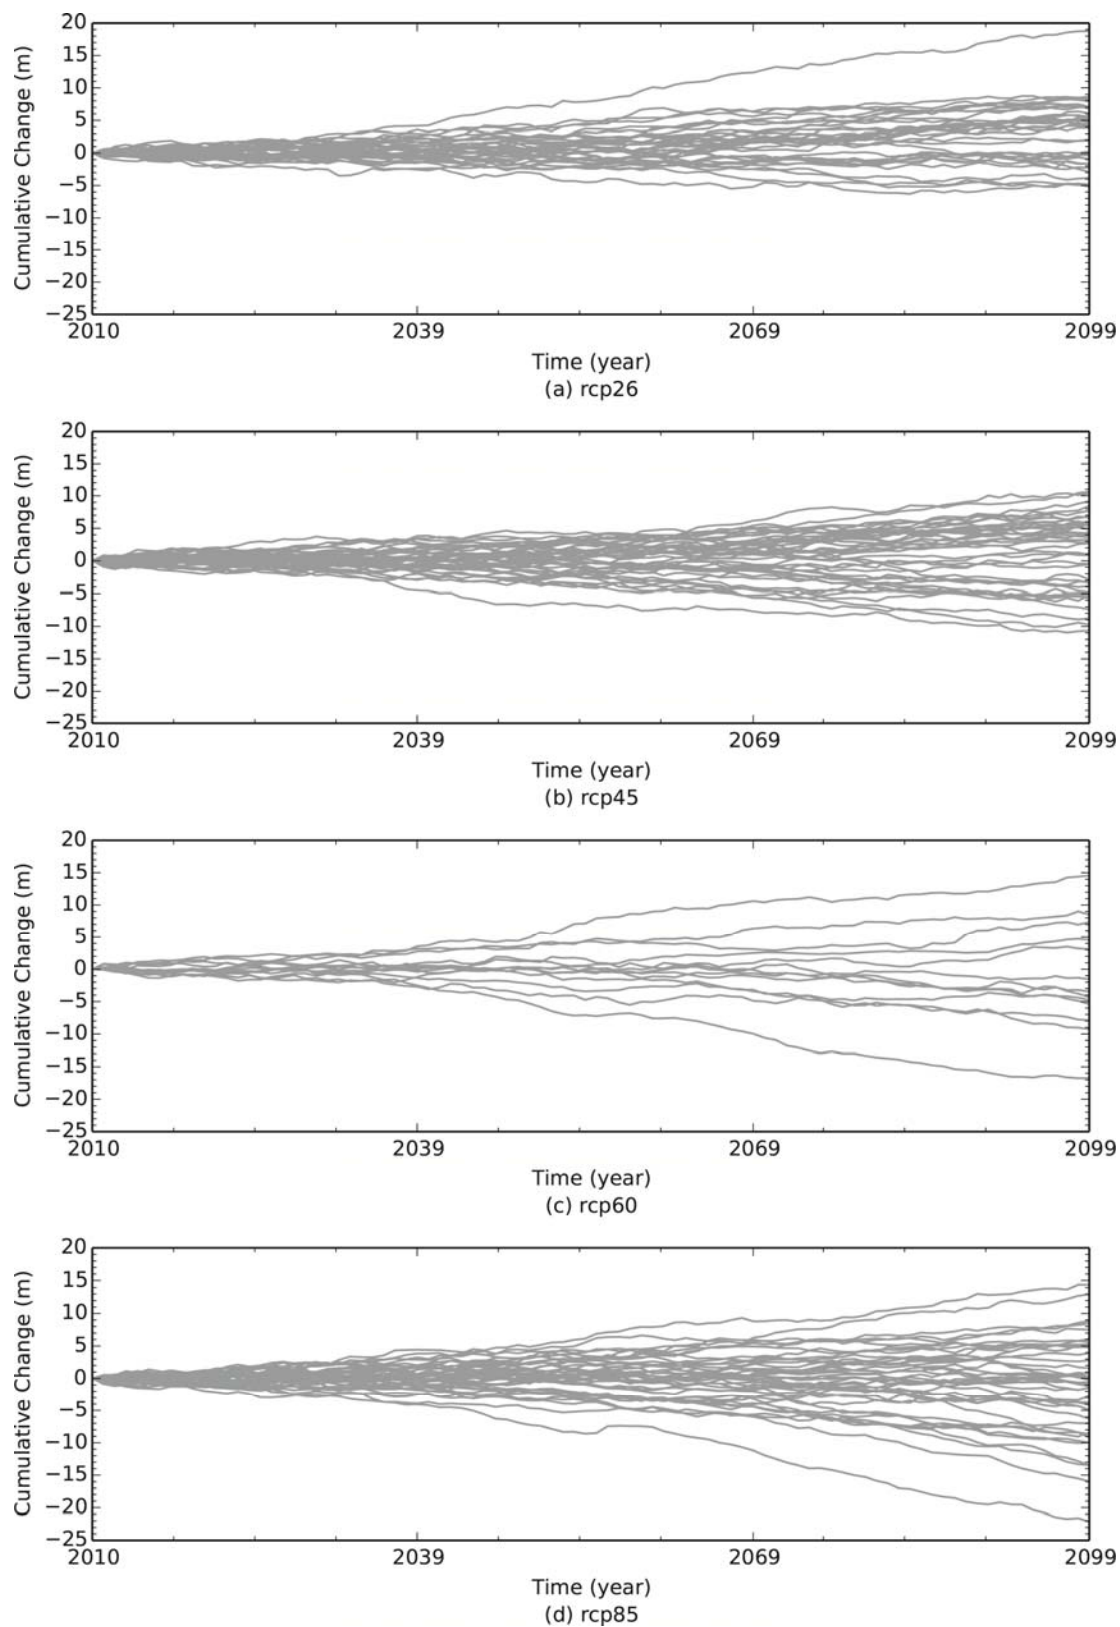 20
15
10
5
0
−5
−10
−15
−20
−25
Cumulative Change (m)
2010 2039 2069 2099
Time (year)
(a) rcp26
20
15
10
5
0
−5
−10
−15
−20
−25
Cumulative Change (m)
2010 2039 2069 2099
Time (year)
(b) rcp45
20
15
10
5
0
−5
−10
−15
−20
−25
Cumulative Change (m)
2010 2039 2069 2099
Time (year)
(c) rcp60
20
15
10
5
0
−5
−10
−15
−20
−25
Cumulative Change (m)
2010 2039 2069 2099
Time (year)
(d) rcp85